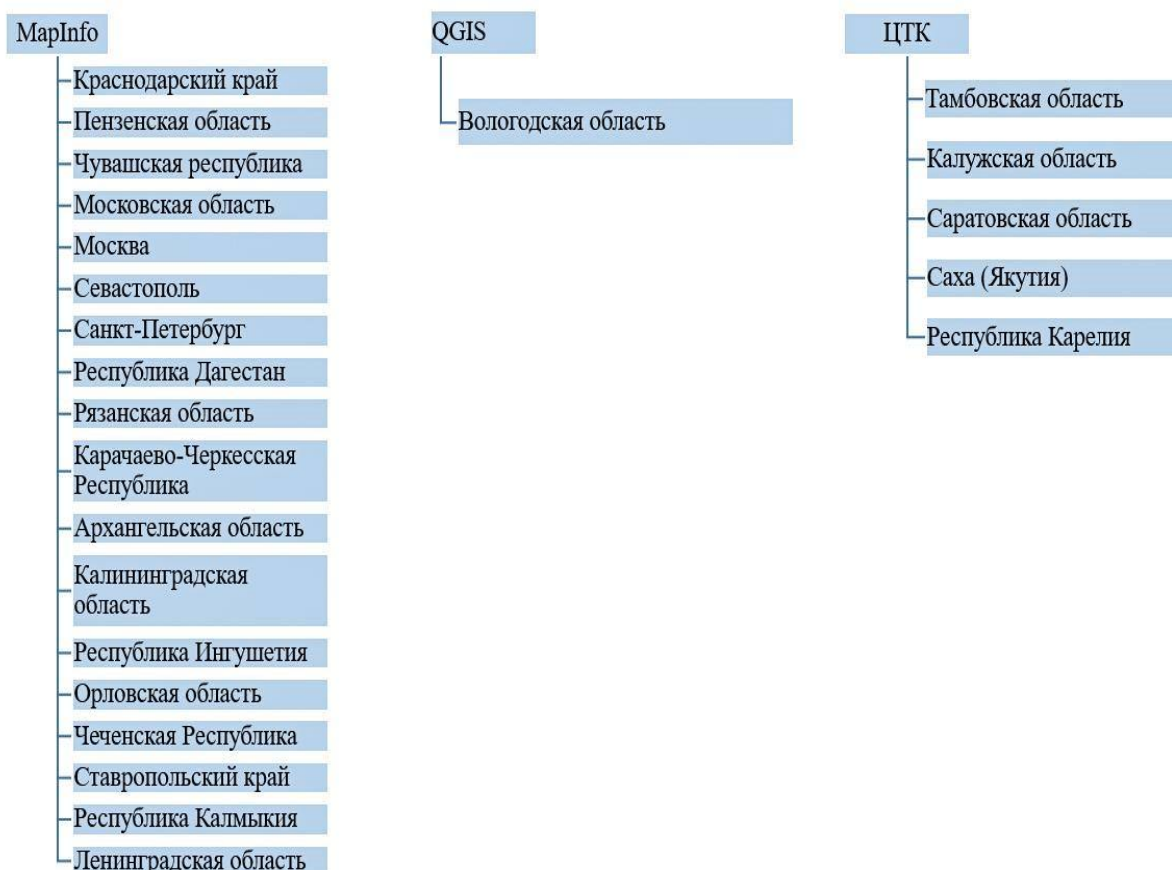 MapInfo
Краснодарский край
Пензенская область
Чувашская республика
Московская область
Москва
Севастополь
Санкт-Петербург
Республика Дагестан
Рязанская область
Карачаево-Черкесская
Республика
Архангельская область
Калининградская
область
Республика Ингушетия
Орловская область
Чеченская Республика
Ставропольский край
Республика Калмыкия
Ленинградская область
QGIS
Вологодская область
ЦТК
Тамбовская область
Калужская область
Саратовская область
Саха (Якутия)
Республика Карелия